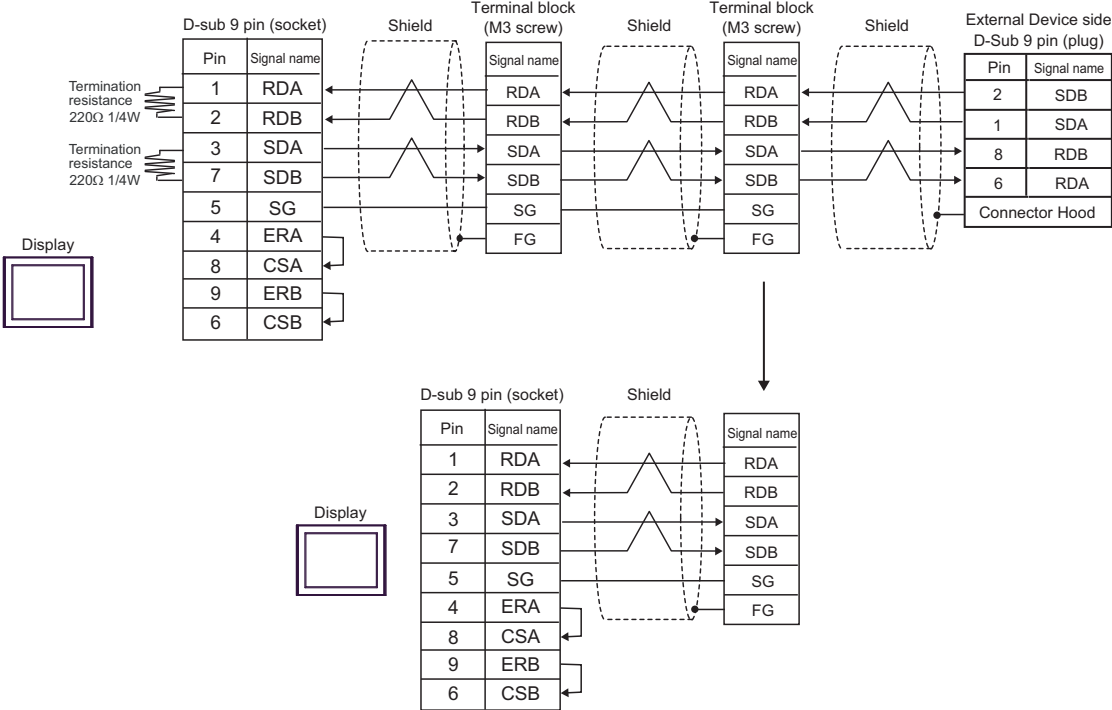 D-sub 9 pin (socket)
Shield
Terminal block
(M3 screw)
Shield
Terminal block
(M3 screw)
Shield
External Device side
D-Sub 9 pin (plug)
Pin Signal name
1 RDA
2 RDB
3 SDA
7 SDB
5 SG
4 ERA
8 CSA
9 ERB
6 CSB
Termination
resistance
220Ω 1/4W
Termination
resistance
220Ω 1/4W
Display
Signal name
RDA
RDB
SDA
SDB
SG
FG
Signal name
RDA
RDB
SDA
SDB
SG
FG
Pin Signal name
2 SDB
1 SDA
8 RDB
6 RDA
Connector Hood
D-sub 9 pin (socket)
Shield
Pin Signal name
1 RDA
2 RDB
3 SDA
7 SDB
5 SG
4 ERA
8 CSA
9 ERB
6 CSB
Display
Signal name
RDA
RDB
SDA
SDB
SG
FG